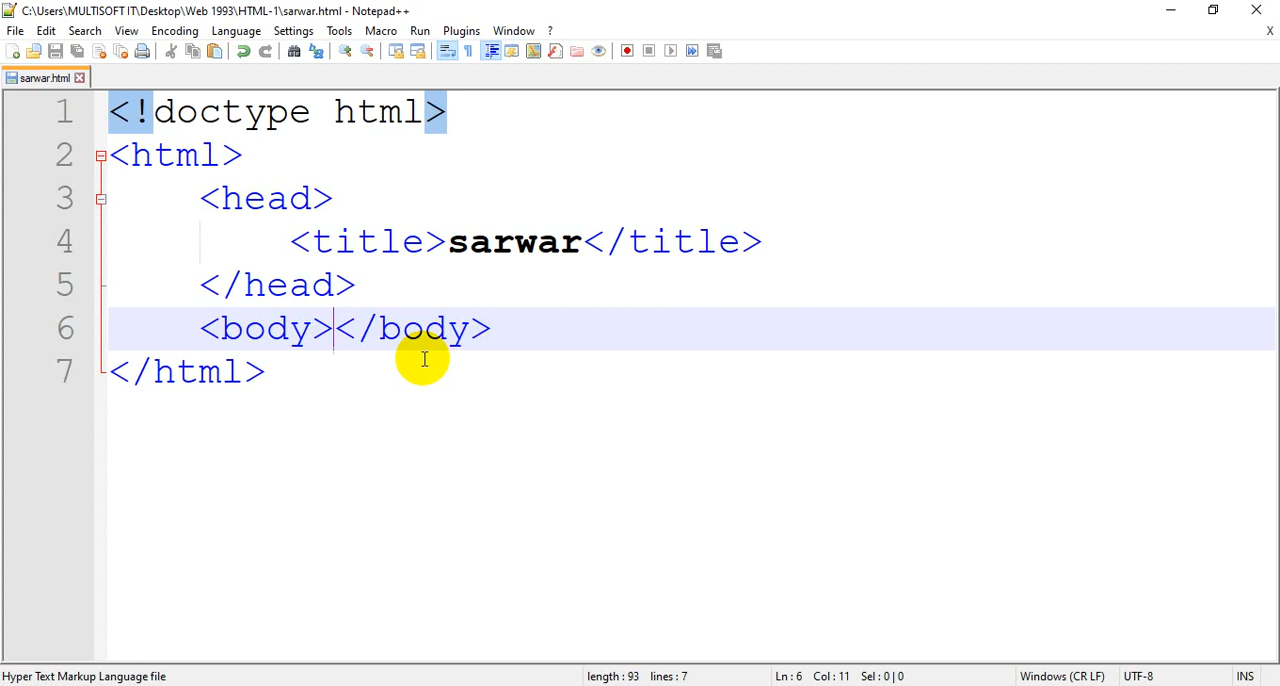 C:\Users\MULTISOFT IT\Desktop\Web 1993\HTML-1\sarwar.html - Notepad++
File Edit Search View Encoding Language Settings Tools Macro Run Plugins Window ? X
sarwar.html
1 <!doctype html>
2 <html>
3 <head>
4 <title>sarwar</title>
5 </head>
6 <body></body>
7 </html>
Hyper Text Markup Language file length : 93 lines : 7 Ln : 6 Col : 11 Sel : 0 | 0 Windows (CR LF) UTF-8 INS